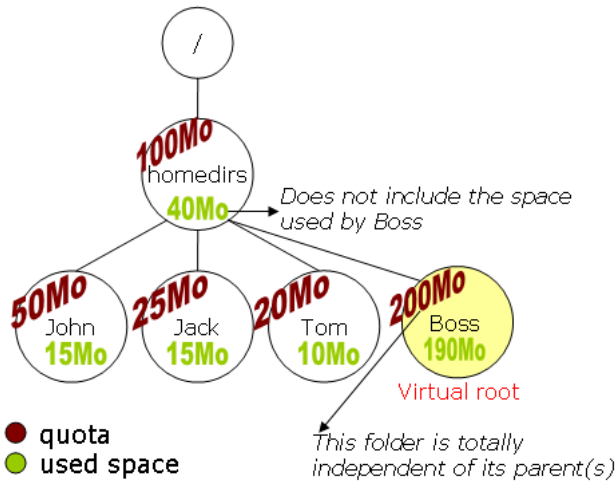 /
100Mo
homedirs
40Mo
Does not include the space
used by Boss
50Mo
John
15Mo
25Mo
Jack
15Mo
20Mo
Tom
10Mo
200Mo
Boss
190Mo
Virtual root
quota
used space
This folder is totally
independent of its parent(s)